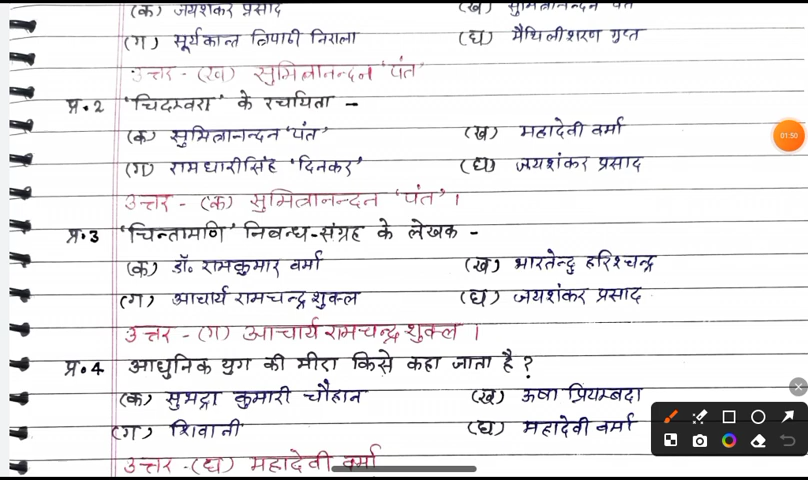 (क) जयशंकर प्रसाद (ख) सुमित्रानन्दन पंत
(ग) सूर्यकान्त त्रिपाठी निराला (घ) मैथिलीशरण गुप्त
उत्तर - (ख) सुमित्रानन्दन 'पंत'
प्र.2 'चिदम्बरा' के रचयिता -
(क) सुमित्रानन्दन 'पंत' (ख) महादेवी वर्मा
(ग) रामधारीसिंह 'दिनकर' (घ) जयशंकर प्रसाद
उत्तर - (क) सुमित्रानन्दन 'पंत' ।
प्र.3 'चिन्तामणि' निबन्ध-संग्रह के लेखक -
(क) डॉ. रामकुमार वर्मा (ख) भारतेन्दु हरिश्चन्द्र
(ग) आचार्य रामचन्द्र शुक्ल (घ) जयशंकर प्रसाद
उत्तर - (ग) आचार्य रामचन्द्र शुक्ल ।
प्र.4 आधुनिक युग की मीरा किसे कहा जाता है ?
(क) सुभद्रा कुमारी चौहान (ख) ऊषा प्रियम्बदा
(ग) शिवानी (घ) महादेवी वर्मा
उत्तर - (घ) महादेवी वर्मा
01:50